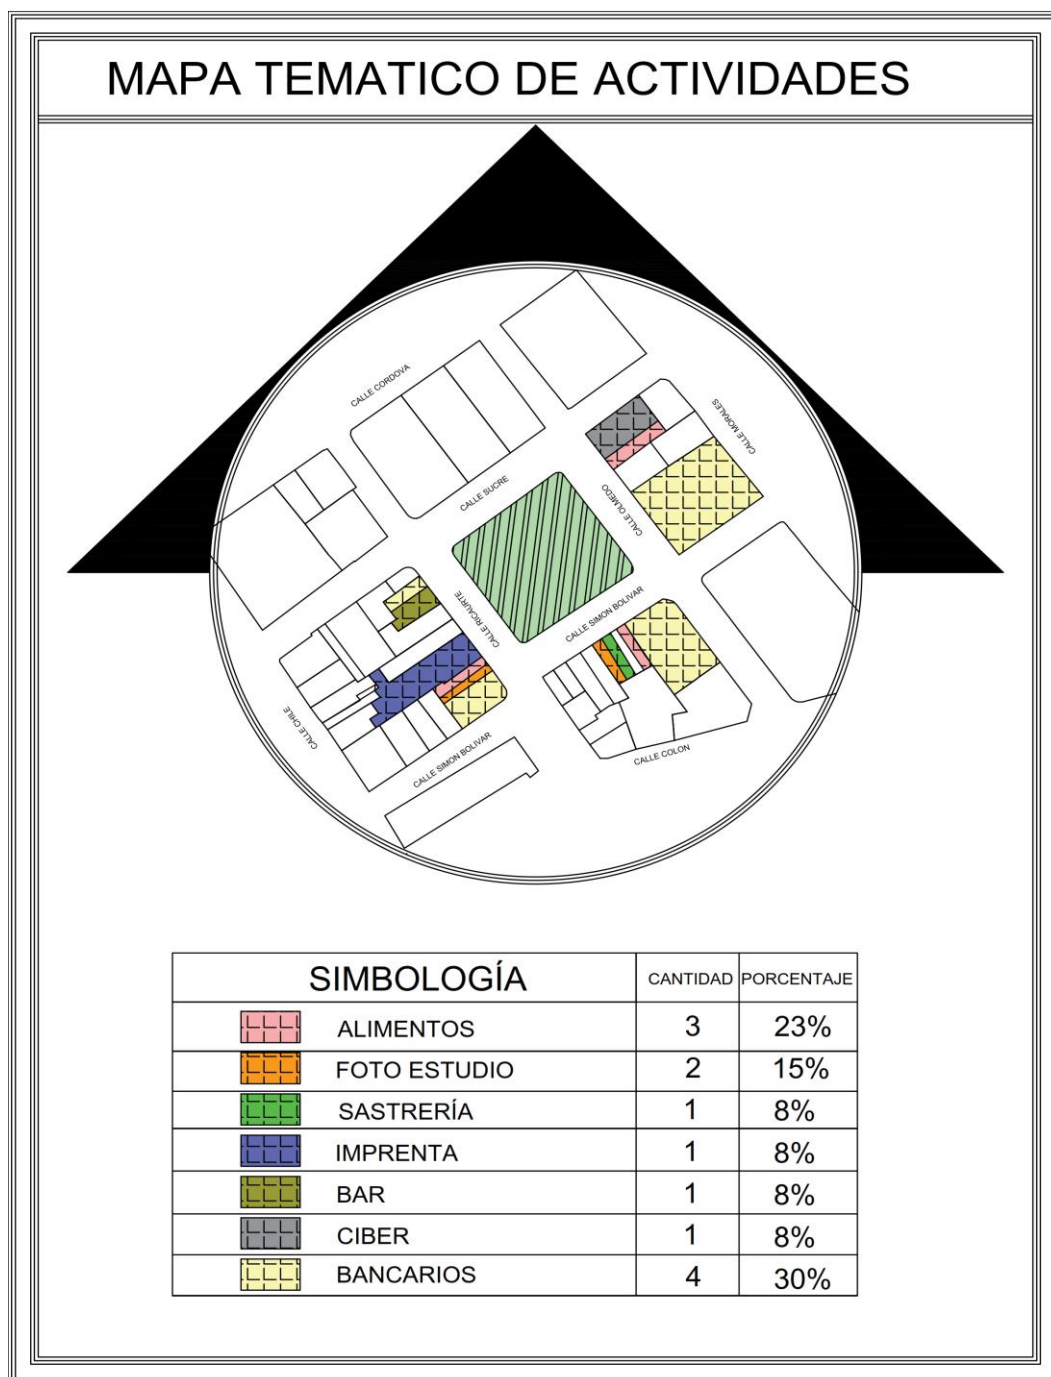 MAPA TEMATICO DE ACTIVIDADES
CALLE CORDOVA
CALLE MORALES
CALLE SUCRE
CALLE OLMEDO
CALLE RICAURTE
CALLE SIMON BOLIVAR
CALLE CHILE
CALLE SIMON BOLIVAR
CALLE COLON
SIMBOLOGÍA CANTIDAD PORCENTAJE
ALIMENTOS 3 23%
FOTO ESTUDIO 2 15%
SASTRERÍA 1 8%
IMPRENTA 1 8%
BAR 1 8%
CIBER 1 8%
BANCARIOS 4 30%